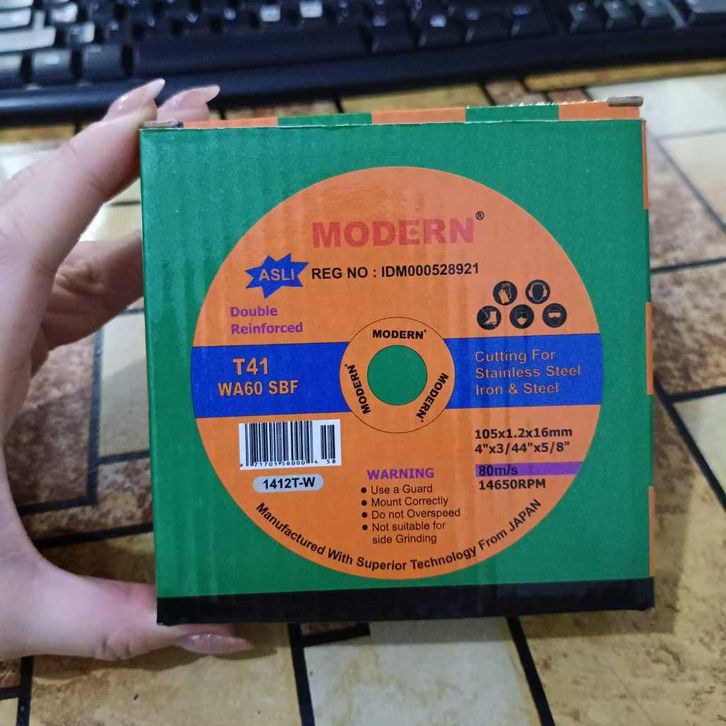 MODERN®
ASLI
REG NO : IDM000528921
Double
Reinforced
T41
WA60 SBF
MODERN®
MODERN®
MODERN®
Cutting For
Stainless Steel
Iron & Steel
105x1.2x16mm
4"x3/44"x5/8"
80m/s
14650RPM
1412T-W
WARNING
• Use a Guard
• Mount Correctly
• Do not Overspeed
• Not suitable for
side Grinding
Manufactured With Superior Technology From JAPAN